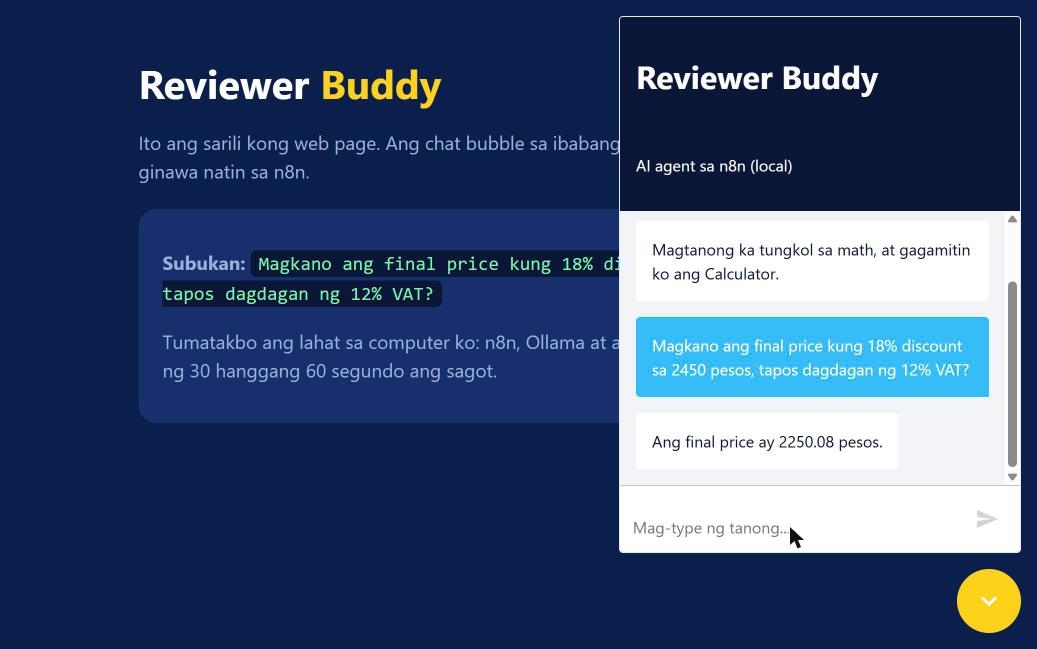 Reviewer Buddy
Ito ang sarili kong web page. Ang chat bubble sa ibabang
ginawa natin sa n8n.
Subukan: Magkano ang final price kung 18% di
tapos dagdagan ng 12% VAT?
Tumatakbo ang lahat sa computer ko: n8n, Ollama at a
ng 30 hanggang 60 segundo ang sagot.
Reviewer Buddy
AI agent sa n8n (local)
Magtanong ka tungkol sa math, at gagamitin
ko ang Calculator.
Magkano ang final price kung 18% discount
sa 2450 pesos, tapos dagdagan ng 12% VAT?
Ang final price ay 2250.08 pesos.
Mag-type ng tanong...